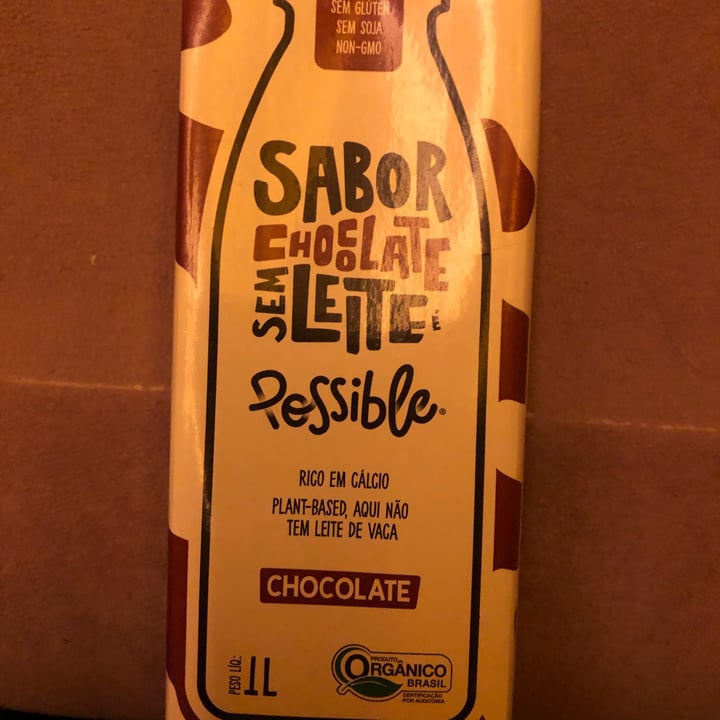 SEM GLÚTEN
SEM SOJA
NON-GMO
SABOR
CHOCOLATE
SEM LEITE É
Possible®
RICO EM CÁLCIO
PLANT-BASED, AQUI NÃO
TEM LEITE DE VACA
CHOCOLATE
PESO LÍQ.: 1L
PRODUTO
ORGÂNICO
BRASIL
CERTIFICAÇÃO
POR AUDITORIA